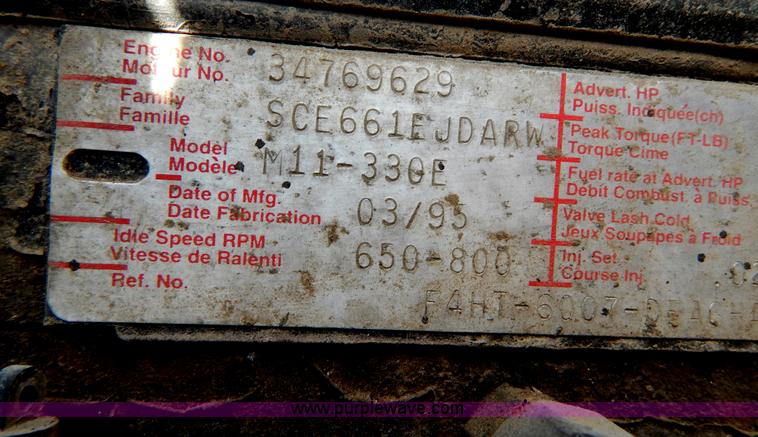 Engine No.
Moteur No. 34769629
Family
Famille SCE661EJDARW
Model
Modèle M11-330E
Date of Mfg.
Date Fabrication 03/95
Idle Speed RPM
Vitesse de Ralenti 650-800
Ref. No.
Advert. HP
Puiss. Indiquée(ch)
Peak Torque(FT-LB)
Torque Cime
Fuel rate at Advert. HP
Débit Combust. à Puiss.
Valve Lash Cold
Jeux Soupapes à Froid
Inj. Set
Course Inj.
www.purplewave.com